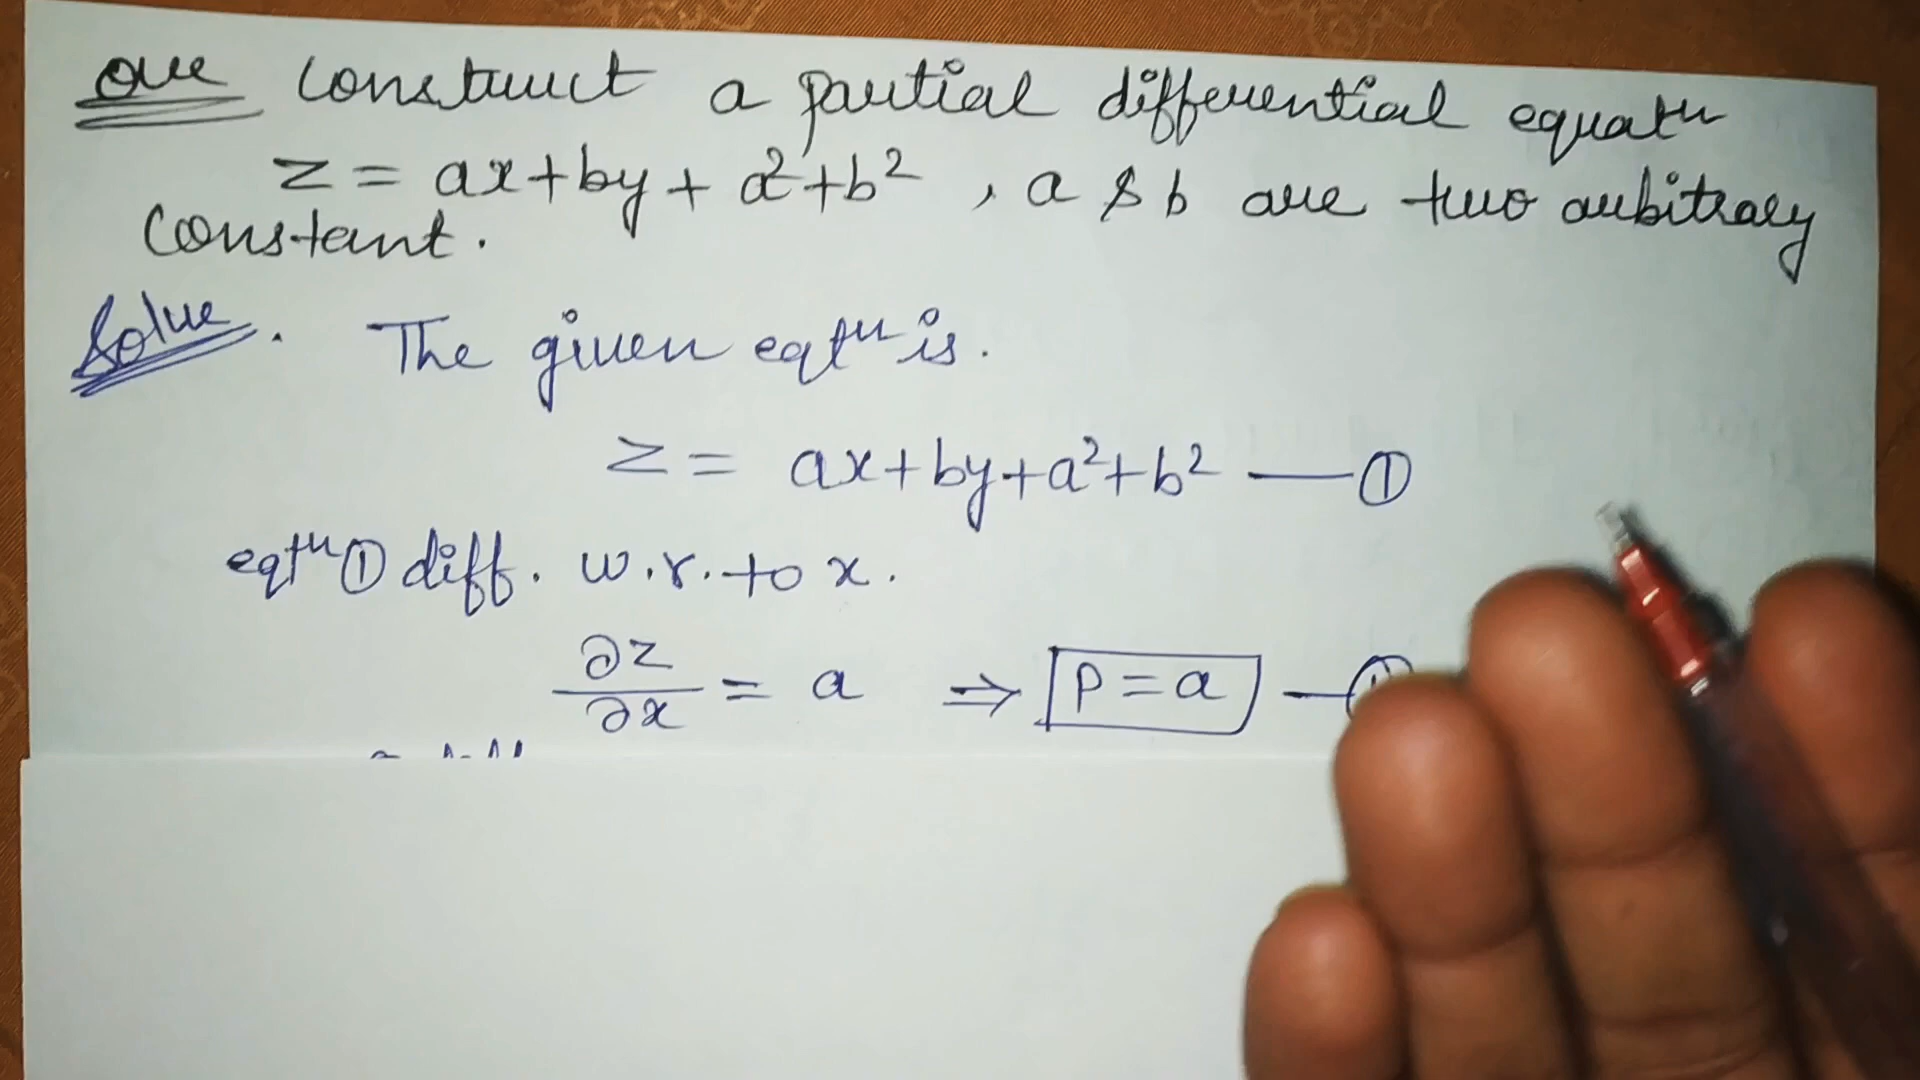 Que Construct a partial differential equatn
z = ax+by+a²+b² , a & b are two arbitrary
Constant.
Solve. The given eqtn is.
z = ax+by+a²+b² — ①
eqtn ① diff. w.r.to x.
∂z/∂x = a ⇒ P = a —